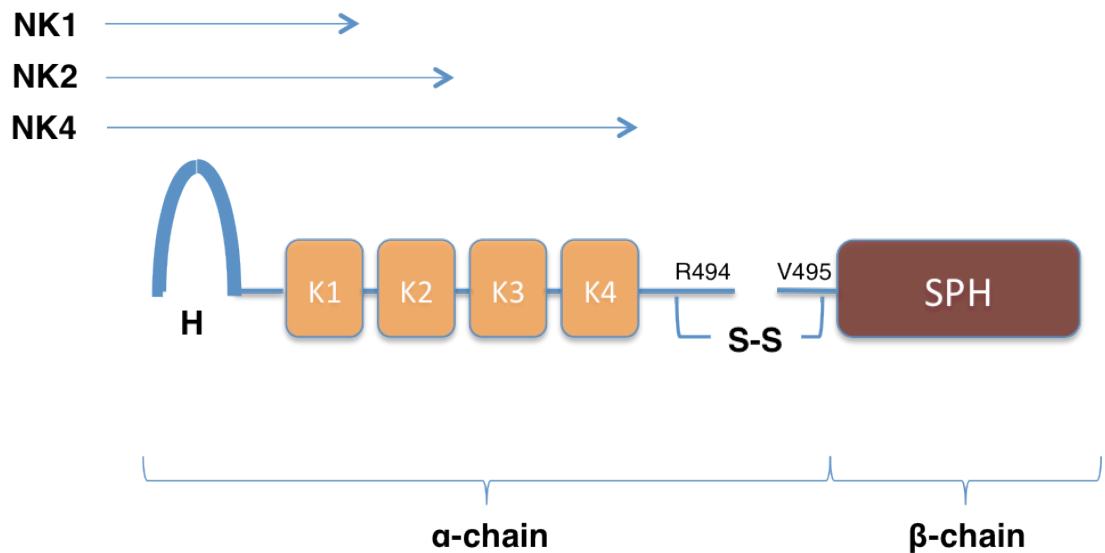 NK1
NK2
NK4
R494 V495
K1 K2 K3 K4 SPH
H
S-S
α-chain β-chain